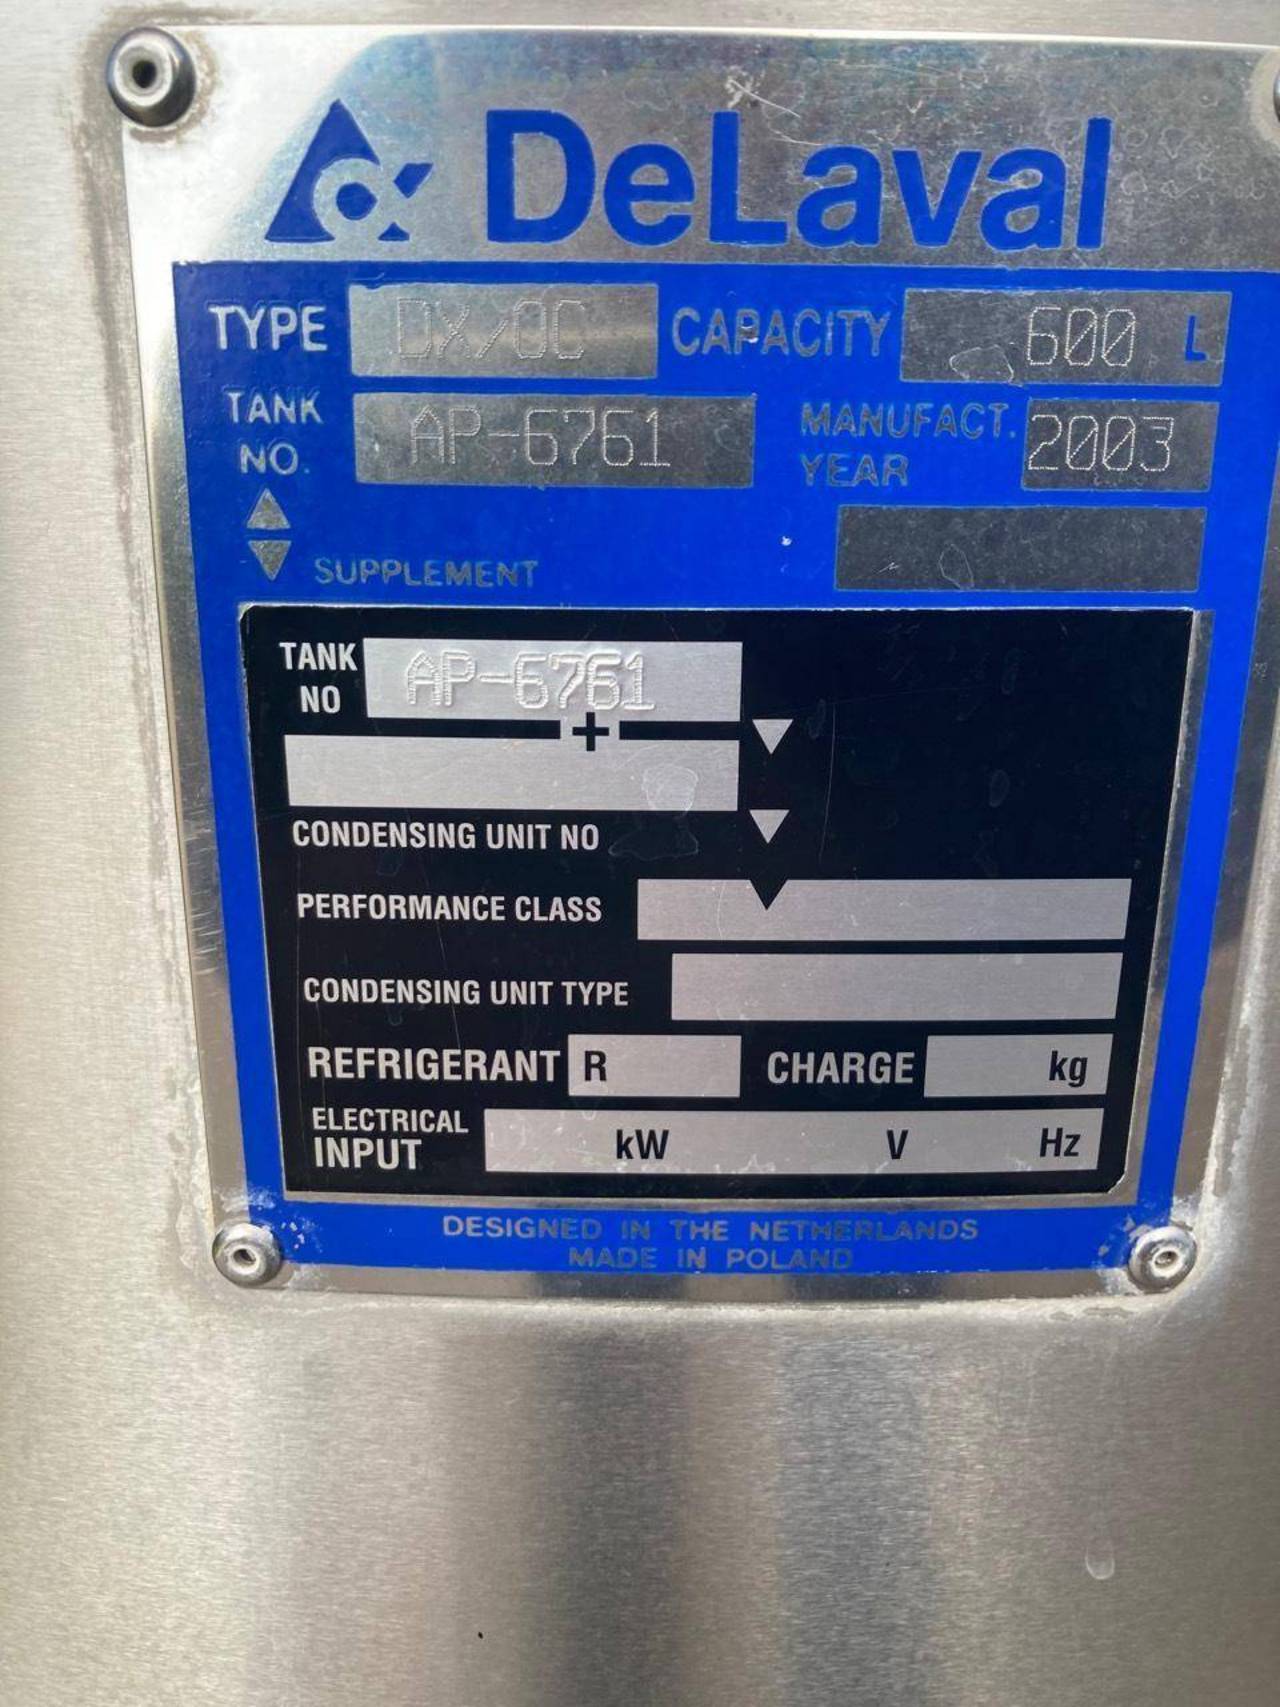 DeLaval
TYPE DX/OC CAPACITY 600 L
TANK NO. AP-6761 MANUFACT. YEAR 2003
SUPPLEMENT
TANK NO AP-6761
+
CONDENSING UNIT NO
PERFORMANCE CLASS
CONDENSING UNIT TYPE
REFRIGERANT R CHARGE kg
ELECTRICAL INPUT kW V Hz
DESIGNED IN THE NETHERLANDS
MADE IN POLAND